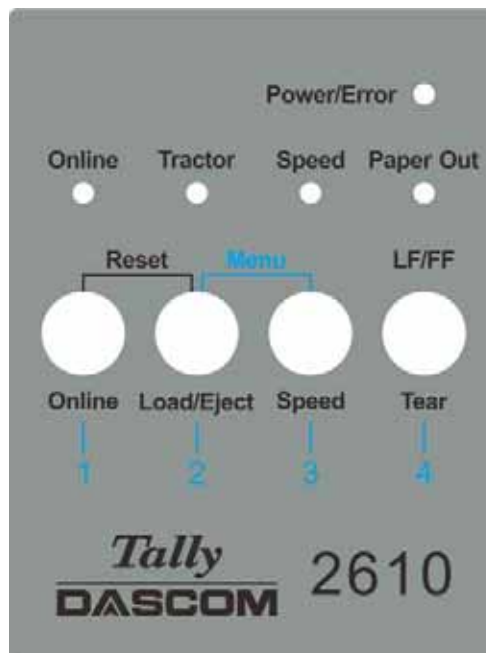 Power/Error
Online Tractor Speed Paper Out
Reset Menu LF/FF
Online Load/Eject Speed Tear
1 2 3 4
Tally
DASCOM 2610